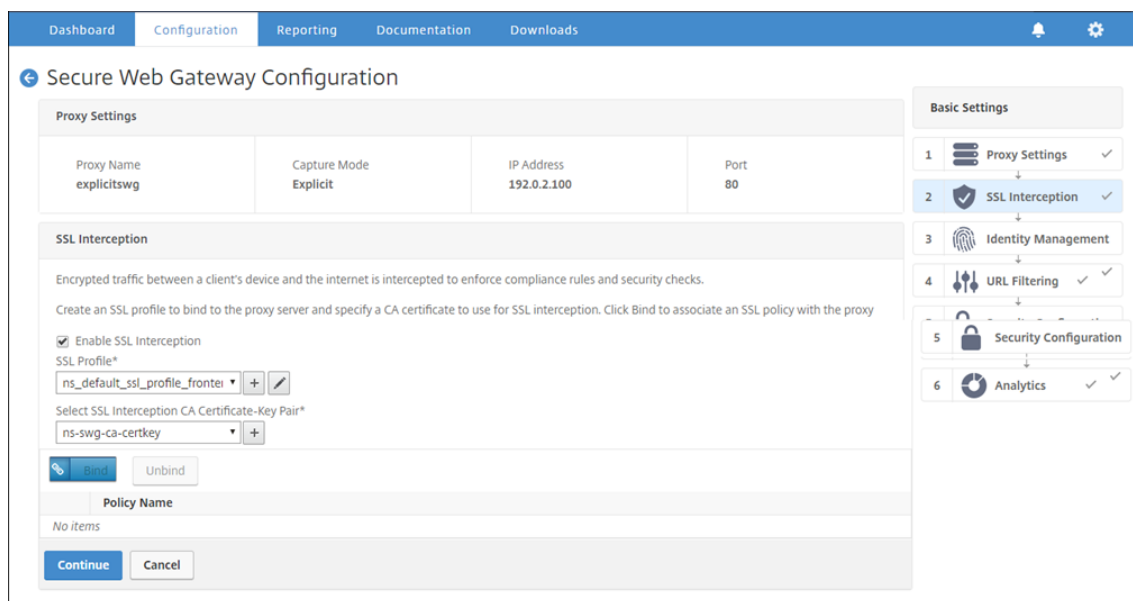 Dashboard Configuration Reporting Documentation Downloads
Secure Web Gateway Configuration
Proxy Settings
Proxy Name Capture Mode IP Address Port
explicitswg Explicit 192.0.2.100 80
SSL Interception
Encrypted traffic between a client's device and the internet is intercepted to enforce compliance rules and security checks.
Create an SSL profile to bind to the proxy server and specify a CA certificate to use for SSL interception. Click Bind to associate an SSL policy with the proxy
Enable SSL Interception
SSL Profile*
ns_default_ssl_profile_fronte
Select SSL Interception CA Certificate-Key Pair*
ns-swg-ca-certkey
Bind Unbind
Policy Name
No items
Continue Cancel
Basic Settings
1 Proxy Settings
2 SSL Interception
3 Identity Management
4 URL Filtering
5 Security Configuration
6 Analytics